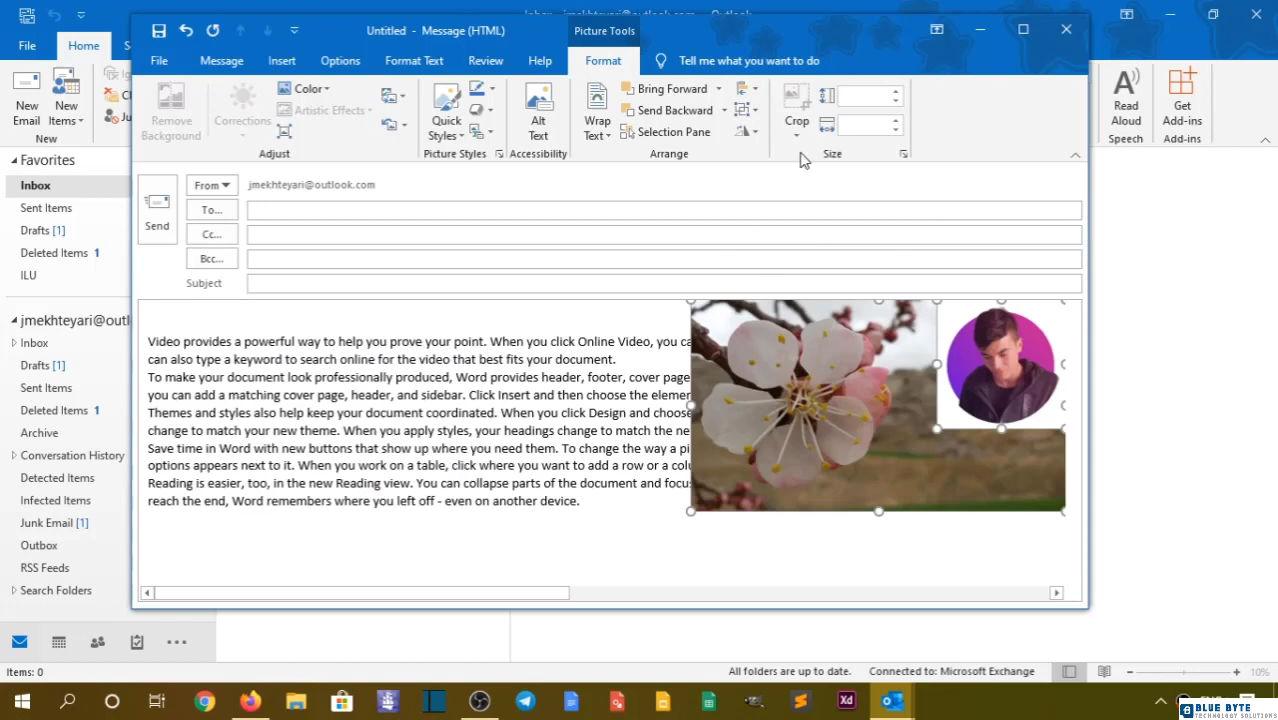 Inbox - jmekhteyari@outlook.com - Outlook
Untitled - Message (HTML)
Picture Tools
File
Home
File
Message
Insert
Options
Format Text
Review
Help
Format
Tell me what you want to do
New Email
New Items
New
Remove Background
Corrections
Color
Artistic Effects
Adjust
Quick Styles
Picture Styles
Alt Text
Accessibility
Wrap Text
Bring Forward
Send Backward
Selection Pane
Arrange
Crop
Size
Read Aloud
Speech
Get Add-ins
Add-ins
Favorites
Inbox
Sent Items
Drafts [1]
Deleted Items 1
ILU
Inbox
Drafts [1]
Sent Items
Deleted Items 1
Archive
Conversation History
Detected Items
Infected Items
Junk Email [1]
Outbox
RSS Feeds
Search Folders
Send
From
jmekhteyari@outlook.com
To...
Cc...
Bcc...
Subject
Video provides a powerful way to help you prove your point. When you click Online Video, you ca
can also type a keyword to search online for the video that best fits your document.
To make your document look professionally produced, Word provides header, footer, cover page
you can add a matching cover page, header, and sidebar. Click Insert and then choose the elemen
Themes and styles also help keep your document coordinated. When you click Design and choose
change to match your new theme. When you apply styles, your headings change to match the ne
Save time in Word with new buttons that show up where you need them. To change the way a pi
options appears next to it. When you work on a table, click where you want to add a row or a colu
Reading is easier, too, in the new Reading view. You can collapse parts of the document and focus
reach the end, Word remembers where you left off - even on another device.
Items: 0
All folders are up to date.
Connected to: Microsoft Exchange
10%
Xd
BLUE BYTE
TECHNOLOGY SOLUTIONS